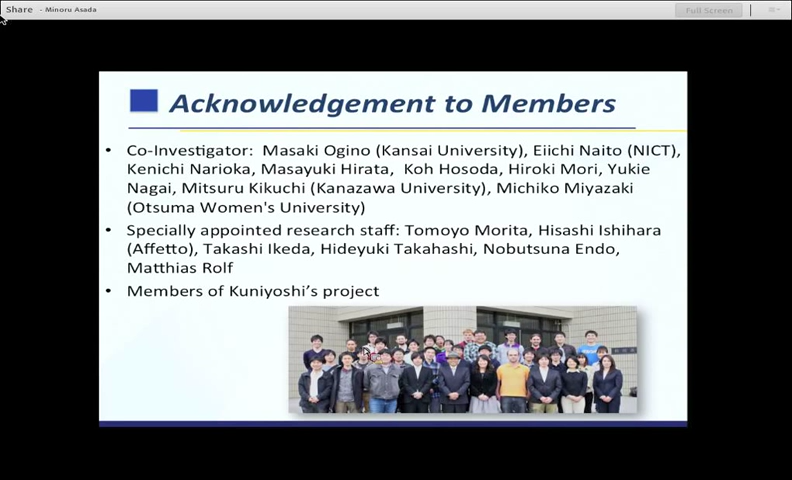 Share - Minoru Asada
Full Screen
Acknowledgement to Members
• Co-Investigator: Masaki Ogino (Kansai University), Eiichi Naito (NICT),
Kenichi Narioka, Masayuki Hirata, Koh Hosoda, Hiroki Mori, Yukie
Nagai, Mitsuru Kikuchi (Kanazawa University), Michiko Miyazaki
(Otsuma Women's University)
• Specially appointed research staff: Tomoyo Morita, Hisashi Ishihara
(Affetto), Takashi Ikeda, Hideyuki Takahashi, Nobutsuna Endo,
Matthias Rolf
• Members of Kuniyoshi's project